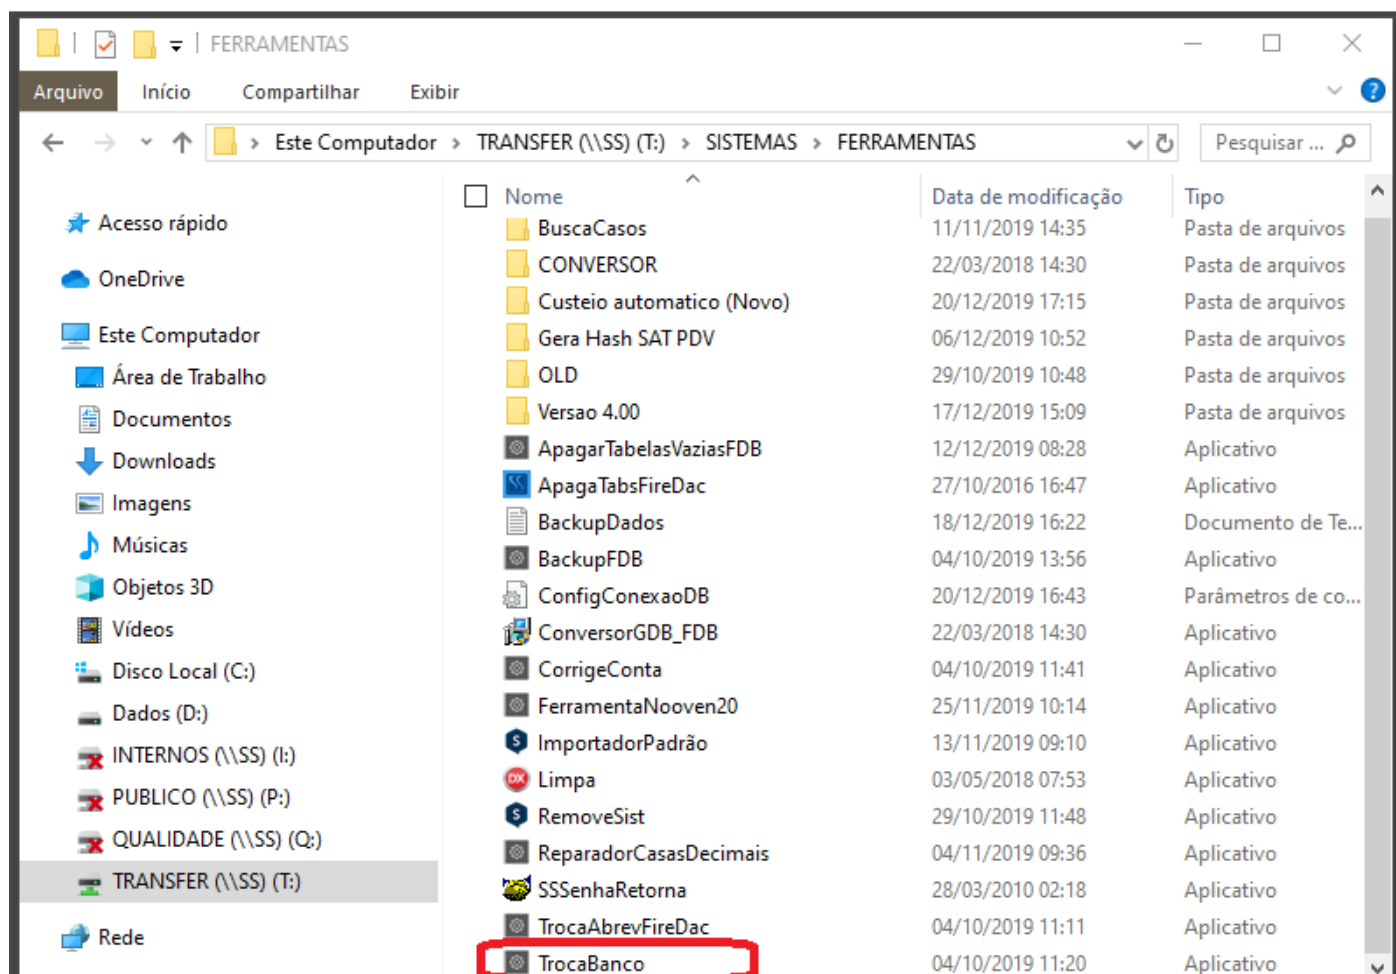 FERRAMENTAS
Arquivo Início Compartilhar Exibir
Este Computador > TRANSFER (\\SS) (T:) > SISTEMAS > FERRAMENTAS Pesquisar ...
Nome Data de modificação Tipo
Acesso rápido
OneDrive
Este Computador
Área de Trabalho
Documentos
Downloads
Imagens
Músicas
Objetos 3D
Vídeos
Disco Local (C:)
Dados (D:)
INTERNOS (\\SS) (I:)
PUBLICO (\\SS) (P:)
QUALIDADE (\\SS) (Q:)
TRANSFER (\\SS) (T:)
Rede
BuscaCasos 11/11/2019 14:35 Pasta de arquivos
CONVERSOR 22/03/2018 14:30 Pasta de arquivos
Custeio automatico (Novo) 20/12/2019 17:15 Pasta de arquivos
Gera Hash SAT PDV 06/12/2019 10:52 Pasta de arquivos
OLD 29/10/2019 10:48 Pasta de arquivos
Versao 4.00 17/12/2019 15:09 Pasta de arquivos
ApagarTabelasVaziasFDB 12/12/2019 08:28 Aplicativo
ApagaTabsFireDac 27/10/2016 16:47 Aplicativo
BackupDados 18/12/2019 16:22 Documento de Te...
BackupFDB 04/10/2019 13:56 Aplicativo
ConfigConexaoDB 20/12/2019 16:43 Parâmetros de co...
ConversorGDB_FDB 22/03/2018 14:30 Aplicativo
CorrigeConta 04/10/2019 11:41 Aplicativo
FerramentaNooven20 25/11/2019 10:14 Aplicativo
ImportadorPadrão 13/11/2019 09:10 Aplicativo
Limpa 03/05/2018 07:53 Aplicativo
RemoveSist 29/10/2019 11:48 Aplicativo
ReparadorCasasDecimais 04/11/2019 09:36 Aplicativo
SSSenhaRetorna 28/03/2010 02:18 Aplicativo
TrocaAbrevFireDac 04/10/2019 11:11 Aplicativo
TrocaBanco 04/10/2019 11:20 Aplicativo